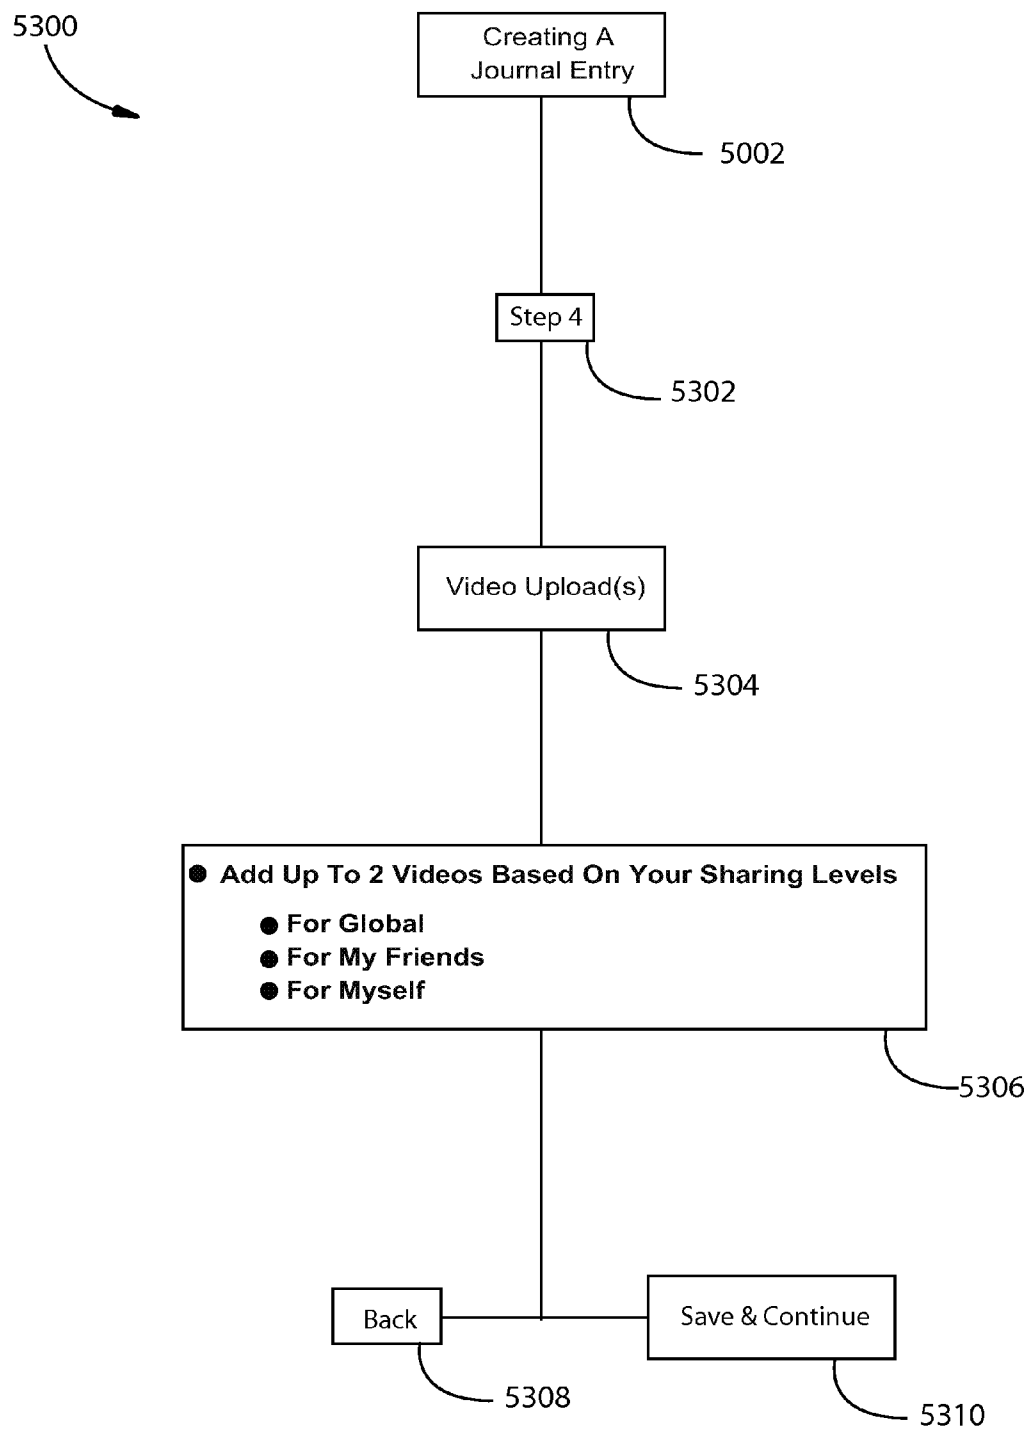 5300
Creating A
Journal Entry
5002
Step 4
5302
Video Upload(s)
5304
● Add Up To 2 Videos Based On Your Sharing Levels
● For Global
● For My Friends
● For Myself
5306
Back
Save & Continue
5308
5310